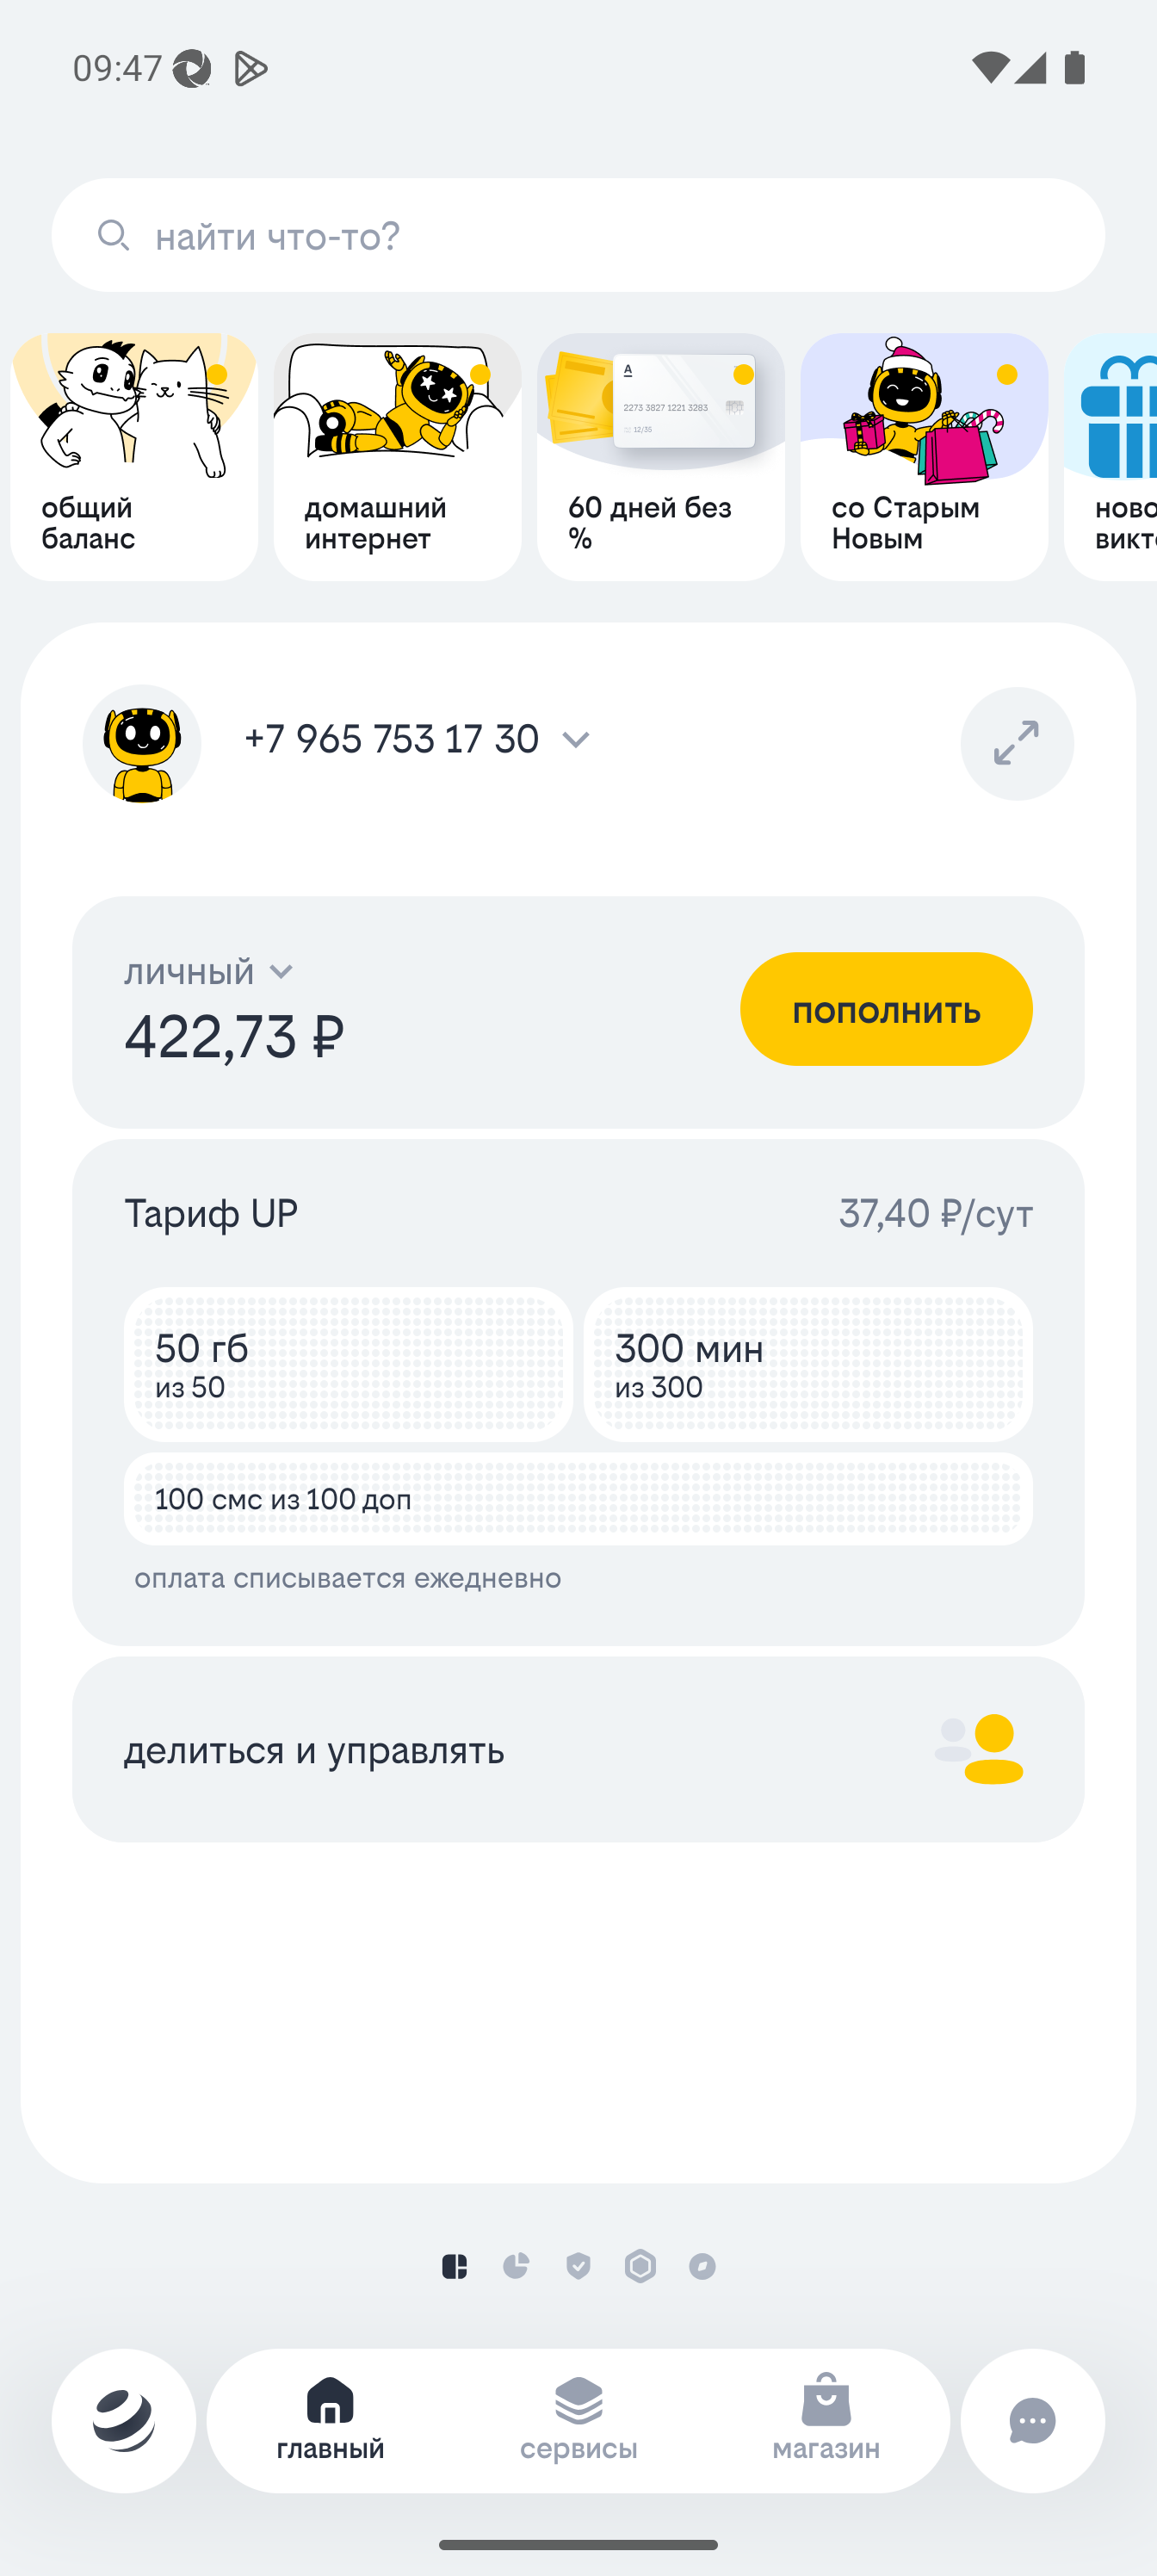 09:47
найти что-то?
общий
баланс
домашний
интернет
A
2273 3827 1221 3283
12/35
60 дней без
%
со Старым
Новым
ново
викто
+7 965 753 17 30
личный
422,73 ₽
пополнить
Тариф UP
37,40 ₽/сут
50 гб
из 50
300 мин
из 300
100 смс из 100 доп
оплата списывается ежедневно
делиться и управлять
главный
сервисы
магазин